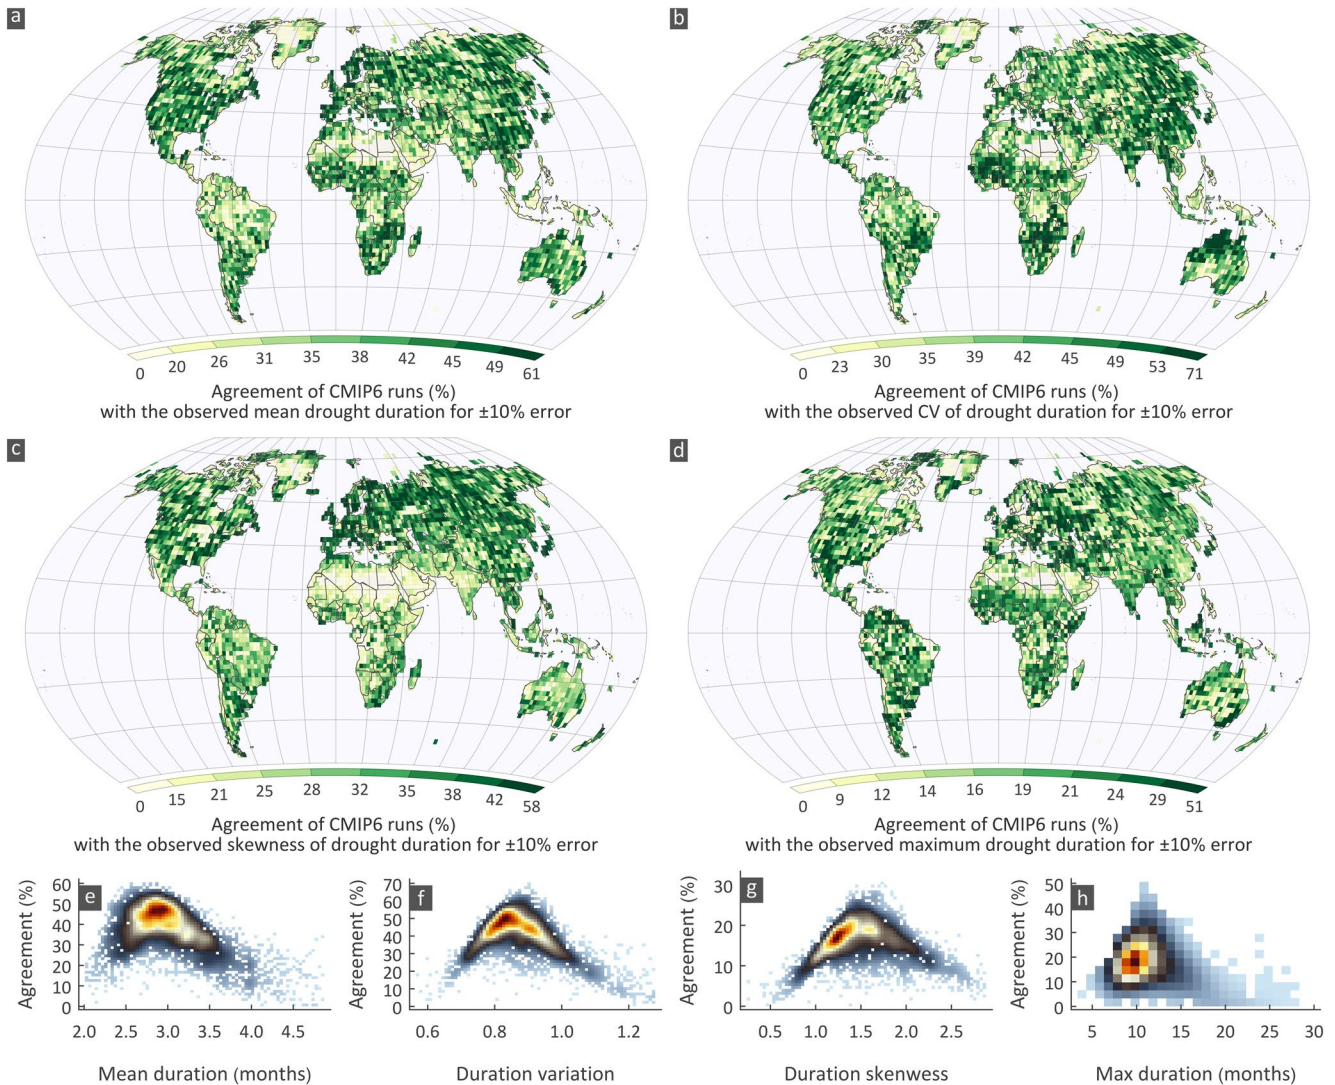 a
0 20 26 31 35 38 42 45 49 61
Agreement of CMIP6 runs (%)
with the observed mean drought duration for ±10% error
b
0 23 30 35 39 42 45 49 53 71
Agreement of CMIP6 runs (%)
with the observed CV of drought duration for ±10% error
c
0 15 21 25 28 32 35 38 42 58
Agreement of CMIP6 runs (%)
with the observed skewness of drought duration for ±10% error
d
0 9 12 14 16 19 21 24 29 51
Agreement of CMIP6 runs (%)
with the observed maximum drought duration for ±10% error
e
Agreement (%)
60
50
40
30
20
10
0
2.0 2.5 3.0 3.5 4.0 4.5
Mean duration (months)
f
Agreement (%)
70
60
50
40
30
20
10
0
0.6 0.8 1.0 1.2
Duration variation
g
Agreement (%)
30
20
10
0
0.5 1.0 1.5 2.0 2.5
Duration skenwess
h
Agreement (%)
50
40
30
20
10
0
5 10 15 20 25 30
Max duration (months)